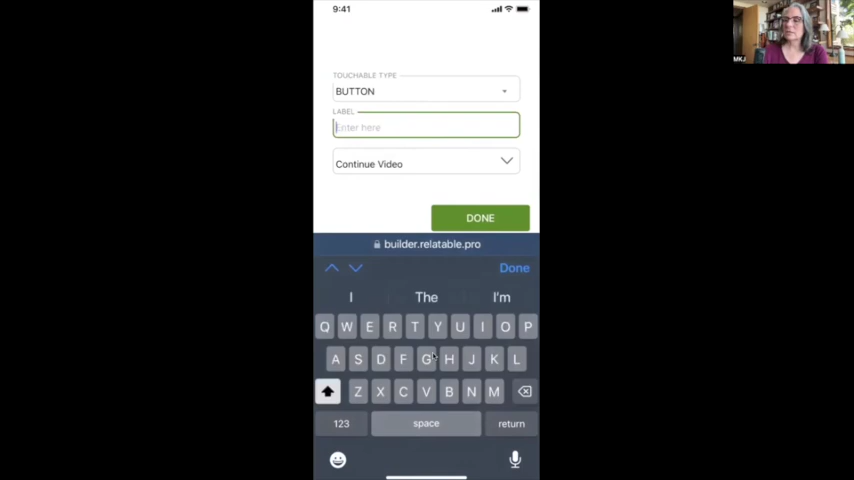 9:41
TOUCHABLE TYPE
BUTTON
LABEL
Enter here
Continue Video
DONE
builder.relatable.pro
Done
I The I'm
Q W E R T Y U I O P
A S D F G H J K L
Z X C V B N M
123 space return
MKJ